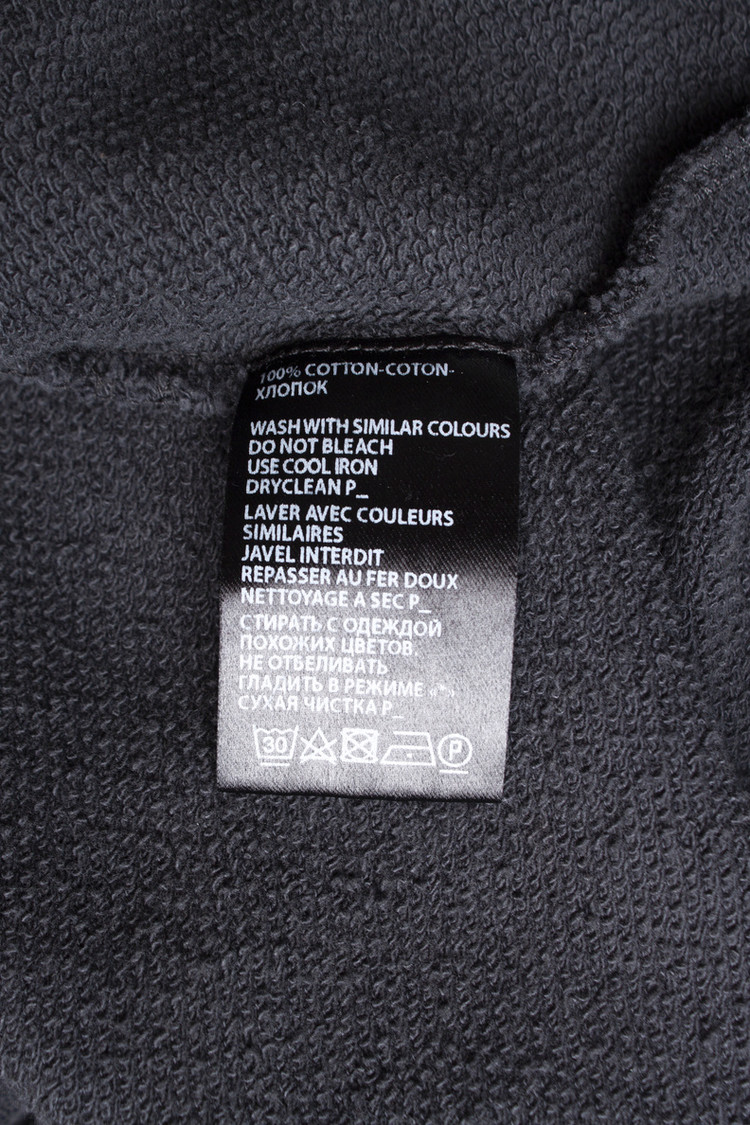 100% COTTON-COTON-
ХЛОПОК
WASH WITH SIMILAR COLOURS
DO NOT BLEACH
USE COOL IRON
DRYCLEAN P_
LAVER AVEC COULEURS
SIMILAIRES
JAVEL INTERDIT
REPASSER AU FER DOUX
NETTOYAGE A SEC P_
СТИРАТЬ С ОДЕЖДОЙ
ПОХОЖИХ ЦВЕТОВ.
НЕ ОТБЕЛИВАТЬ
ГЛАДИТЬ В РЕЖИМЕ «*»
СУХАЯ ЧИСТКА P_
30 P